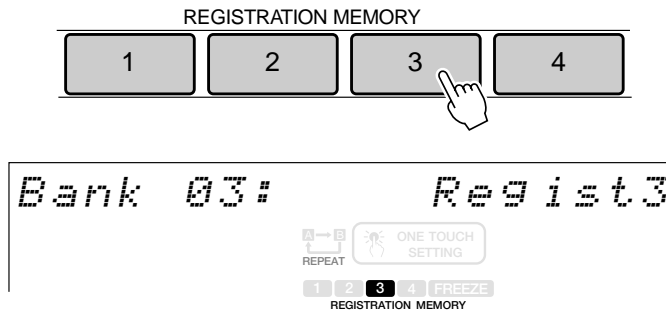 REGISTRATION MEMORY
1 2 3 4
Bank 03: Regist3
A B ONE TOUCH
SETTING
REPEAT
1 2 3 4 FREEZE
REGISTRATION MEMORY